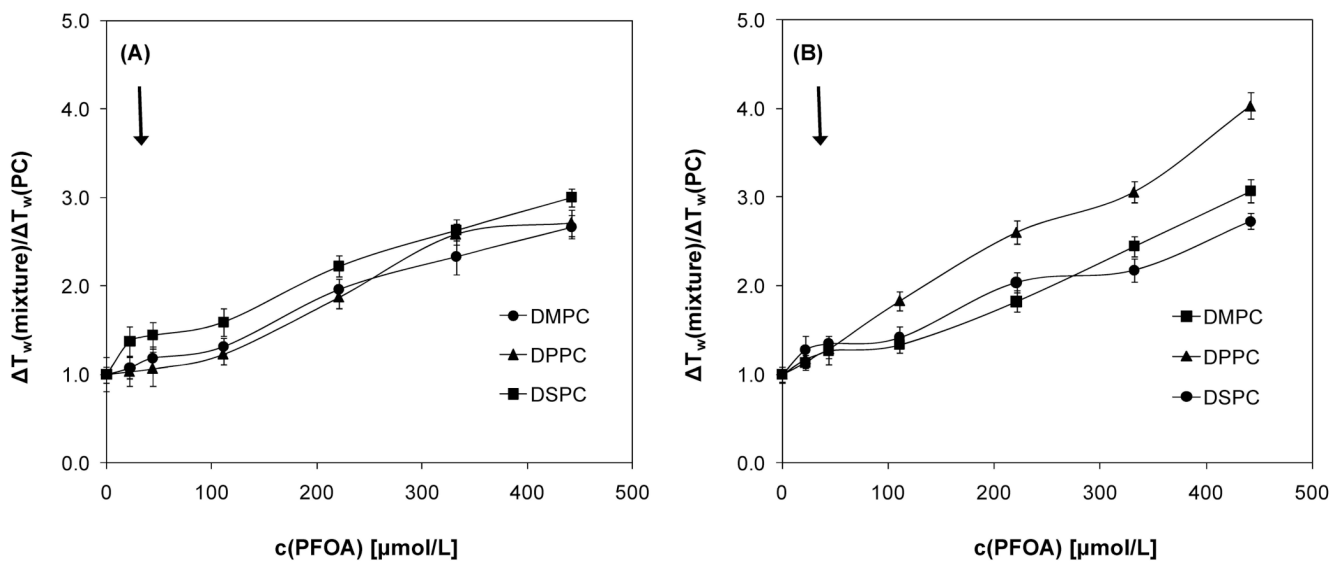 (A)
5.0
4.0
3.0
2.0
1.0
0.0
ΔTw(mixture)/ΔTw(PC)
DMPC
DPPC
DSPC
0 100 200 300 400 500
c(PFOA) [µmol/L]
(B)
5.0
4.0
3.0
2.0
1.0
0.0
ΔTw(mixture)/ΔTw(PC)
DMPC
DPPC
DSPC
0 100 200 300 400 500
c(PFOA) [µmol/L]